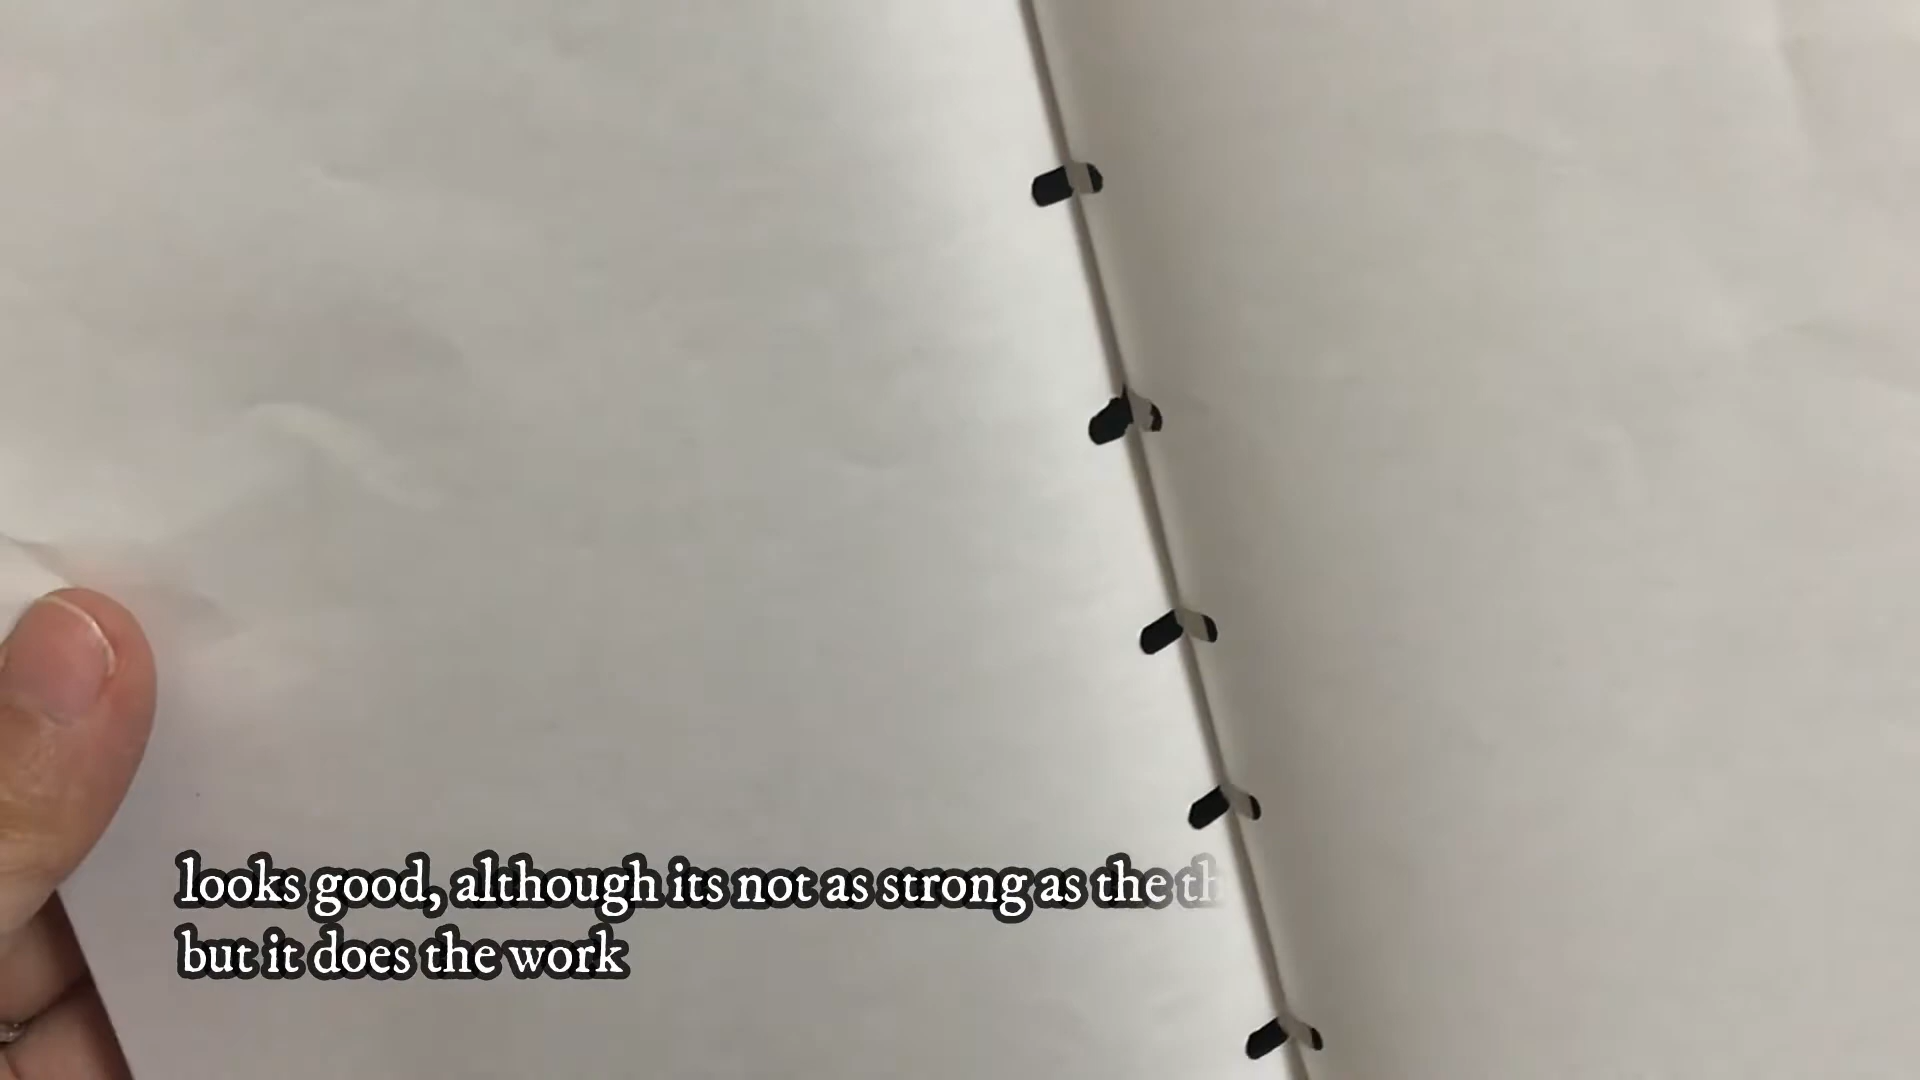 looks good, although its not as strong as the
but it does the work